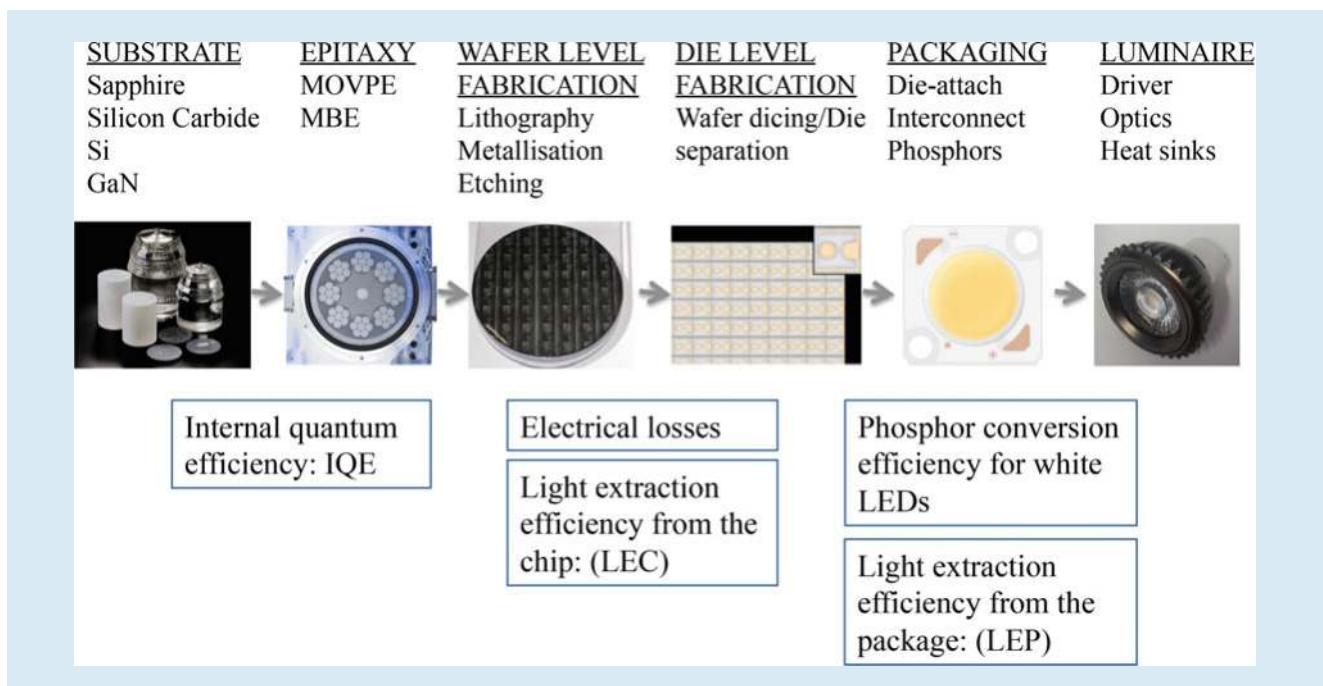 SUBSTRATE
Sapphire
Silicon Carbide
Si
GaN
EPITAXY
MOVPE
MBE
WAFER LEVEL
FABRICATION
Lithography
Metallisation
Etching
DIE LEVEL
FABRICATION
Wafer dicing/Die
separation
PACKAGING
Die-attach
Interconnect
Phosphors
LUMINAIRE
Driver
Optics
Heat sinks
Internal quantum
efficiency: IQE
Electrical losses
Light extraction
efficiency from the
chip: (LEC)
Phosphor conversion
efficiency for white
LEDs
Light extraction
efficiency from the
package: (LEP)